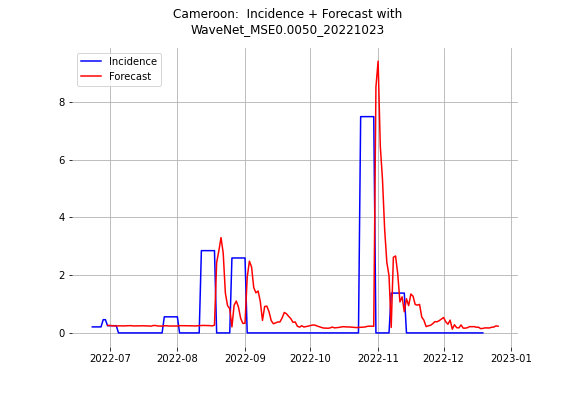 Cameroon:  Incidence + Forecast with
WaveNet_MSE0.0050_20221023
Incidence
Forecast
8
6
4
2
0
2022-07 2022-08 2022-09 2022-10 2022-11 2022-12 2023-01